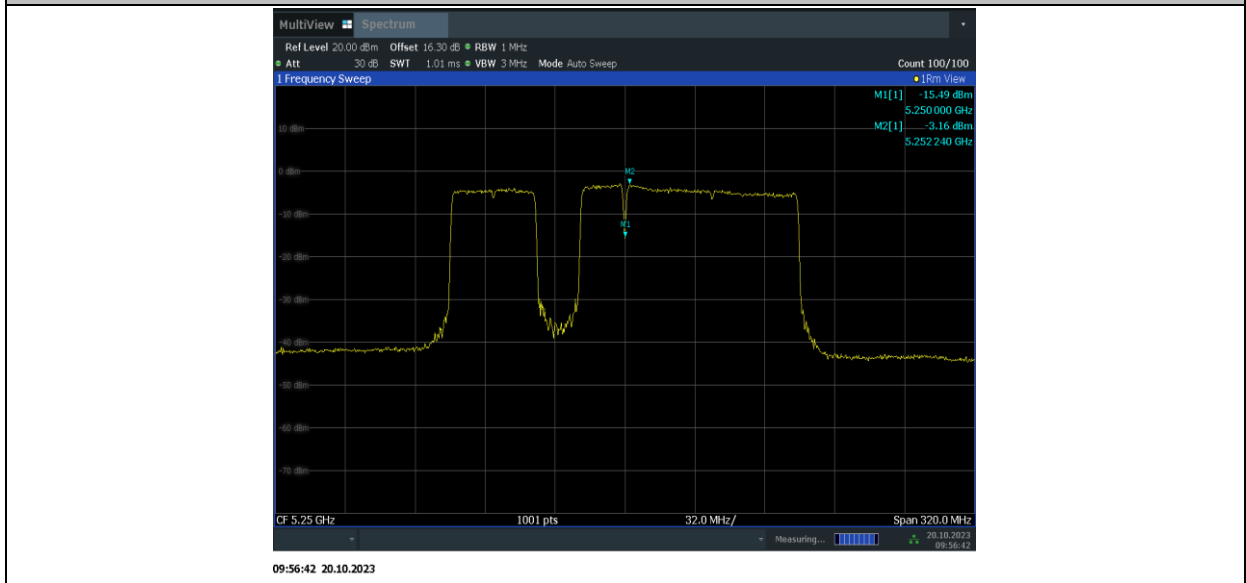 MultiView Spectrum
Ref Level 20.00 dBm Offset 16.30 dB RBW 1 MHz
Att 30 dB SWT 1.01 ms VBW 3 MHz Mode Auto Sweep Count 100/100
1 Frequency Sweep 1Rm View
M1[1] -15.49 dBm
5.250 000 GHz
10 dBm M2[1] -3.16 dBm
5.252 240 GHz
0 dBm
M2
-10 dBm
M1
-20 dBm
-30 dBm
-40 dBm
-50 dBm
-60 dBm
-70 dBm
CF 5.25 GHz 1001 pts 32.0 MHz/ Span 320.0 MHz
Measuring... 20.10.2023
09:56:42
09:56:42 20.10.2023